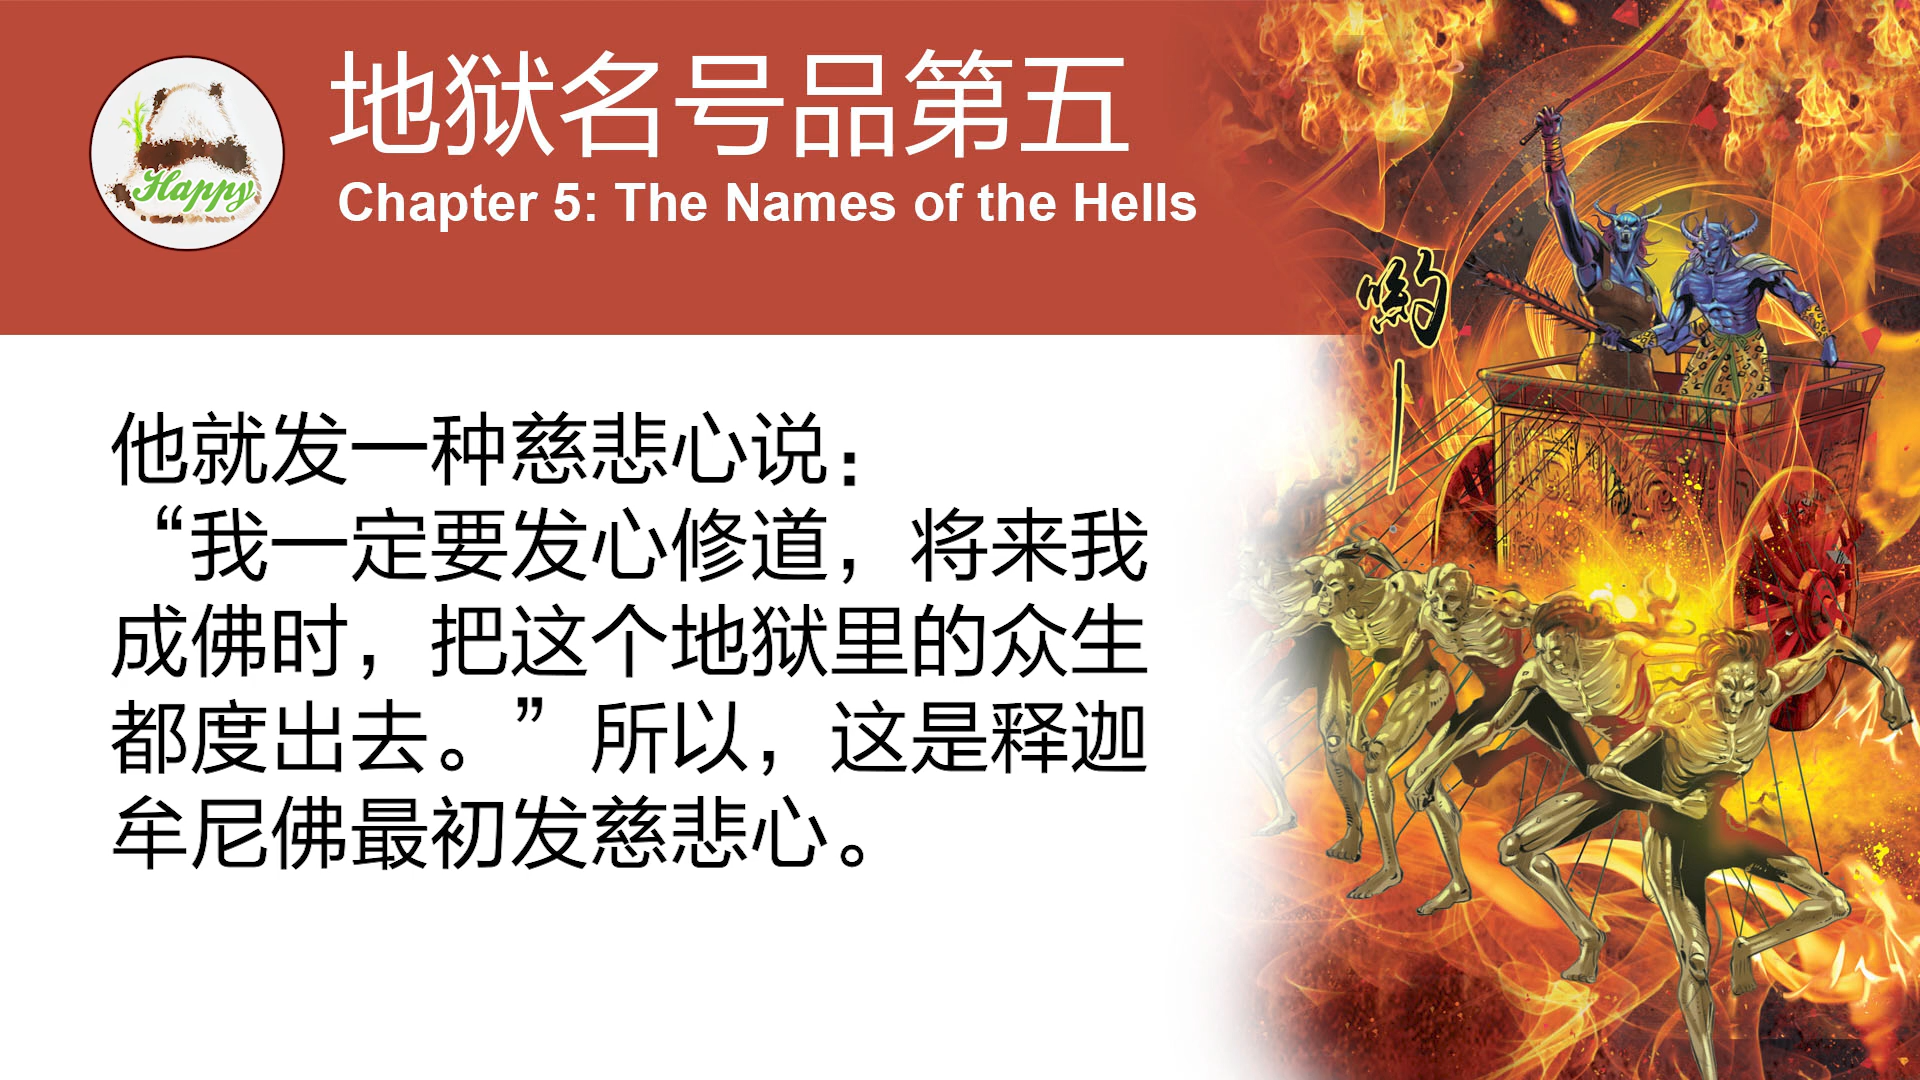 地狱名号品第五
Chapter 5: The Names of the Hells
Happy
哟
他就发一种慈悲心说：
“我一定要发心修道，将来我
成佛时，把这个地狱里的众生
都度出去。”所以，这是释迦
牟尼佛最初发慈悲心。